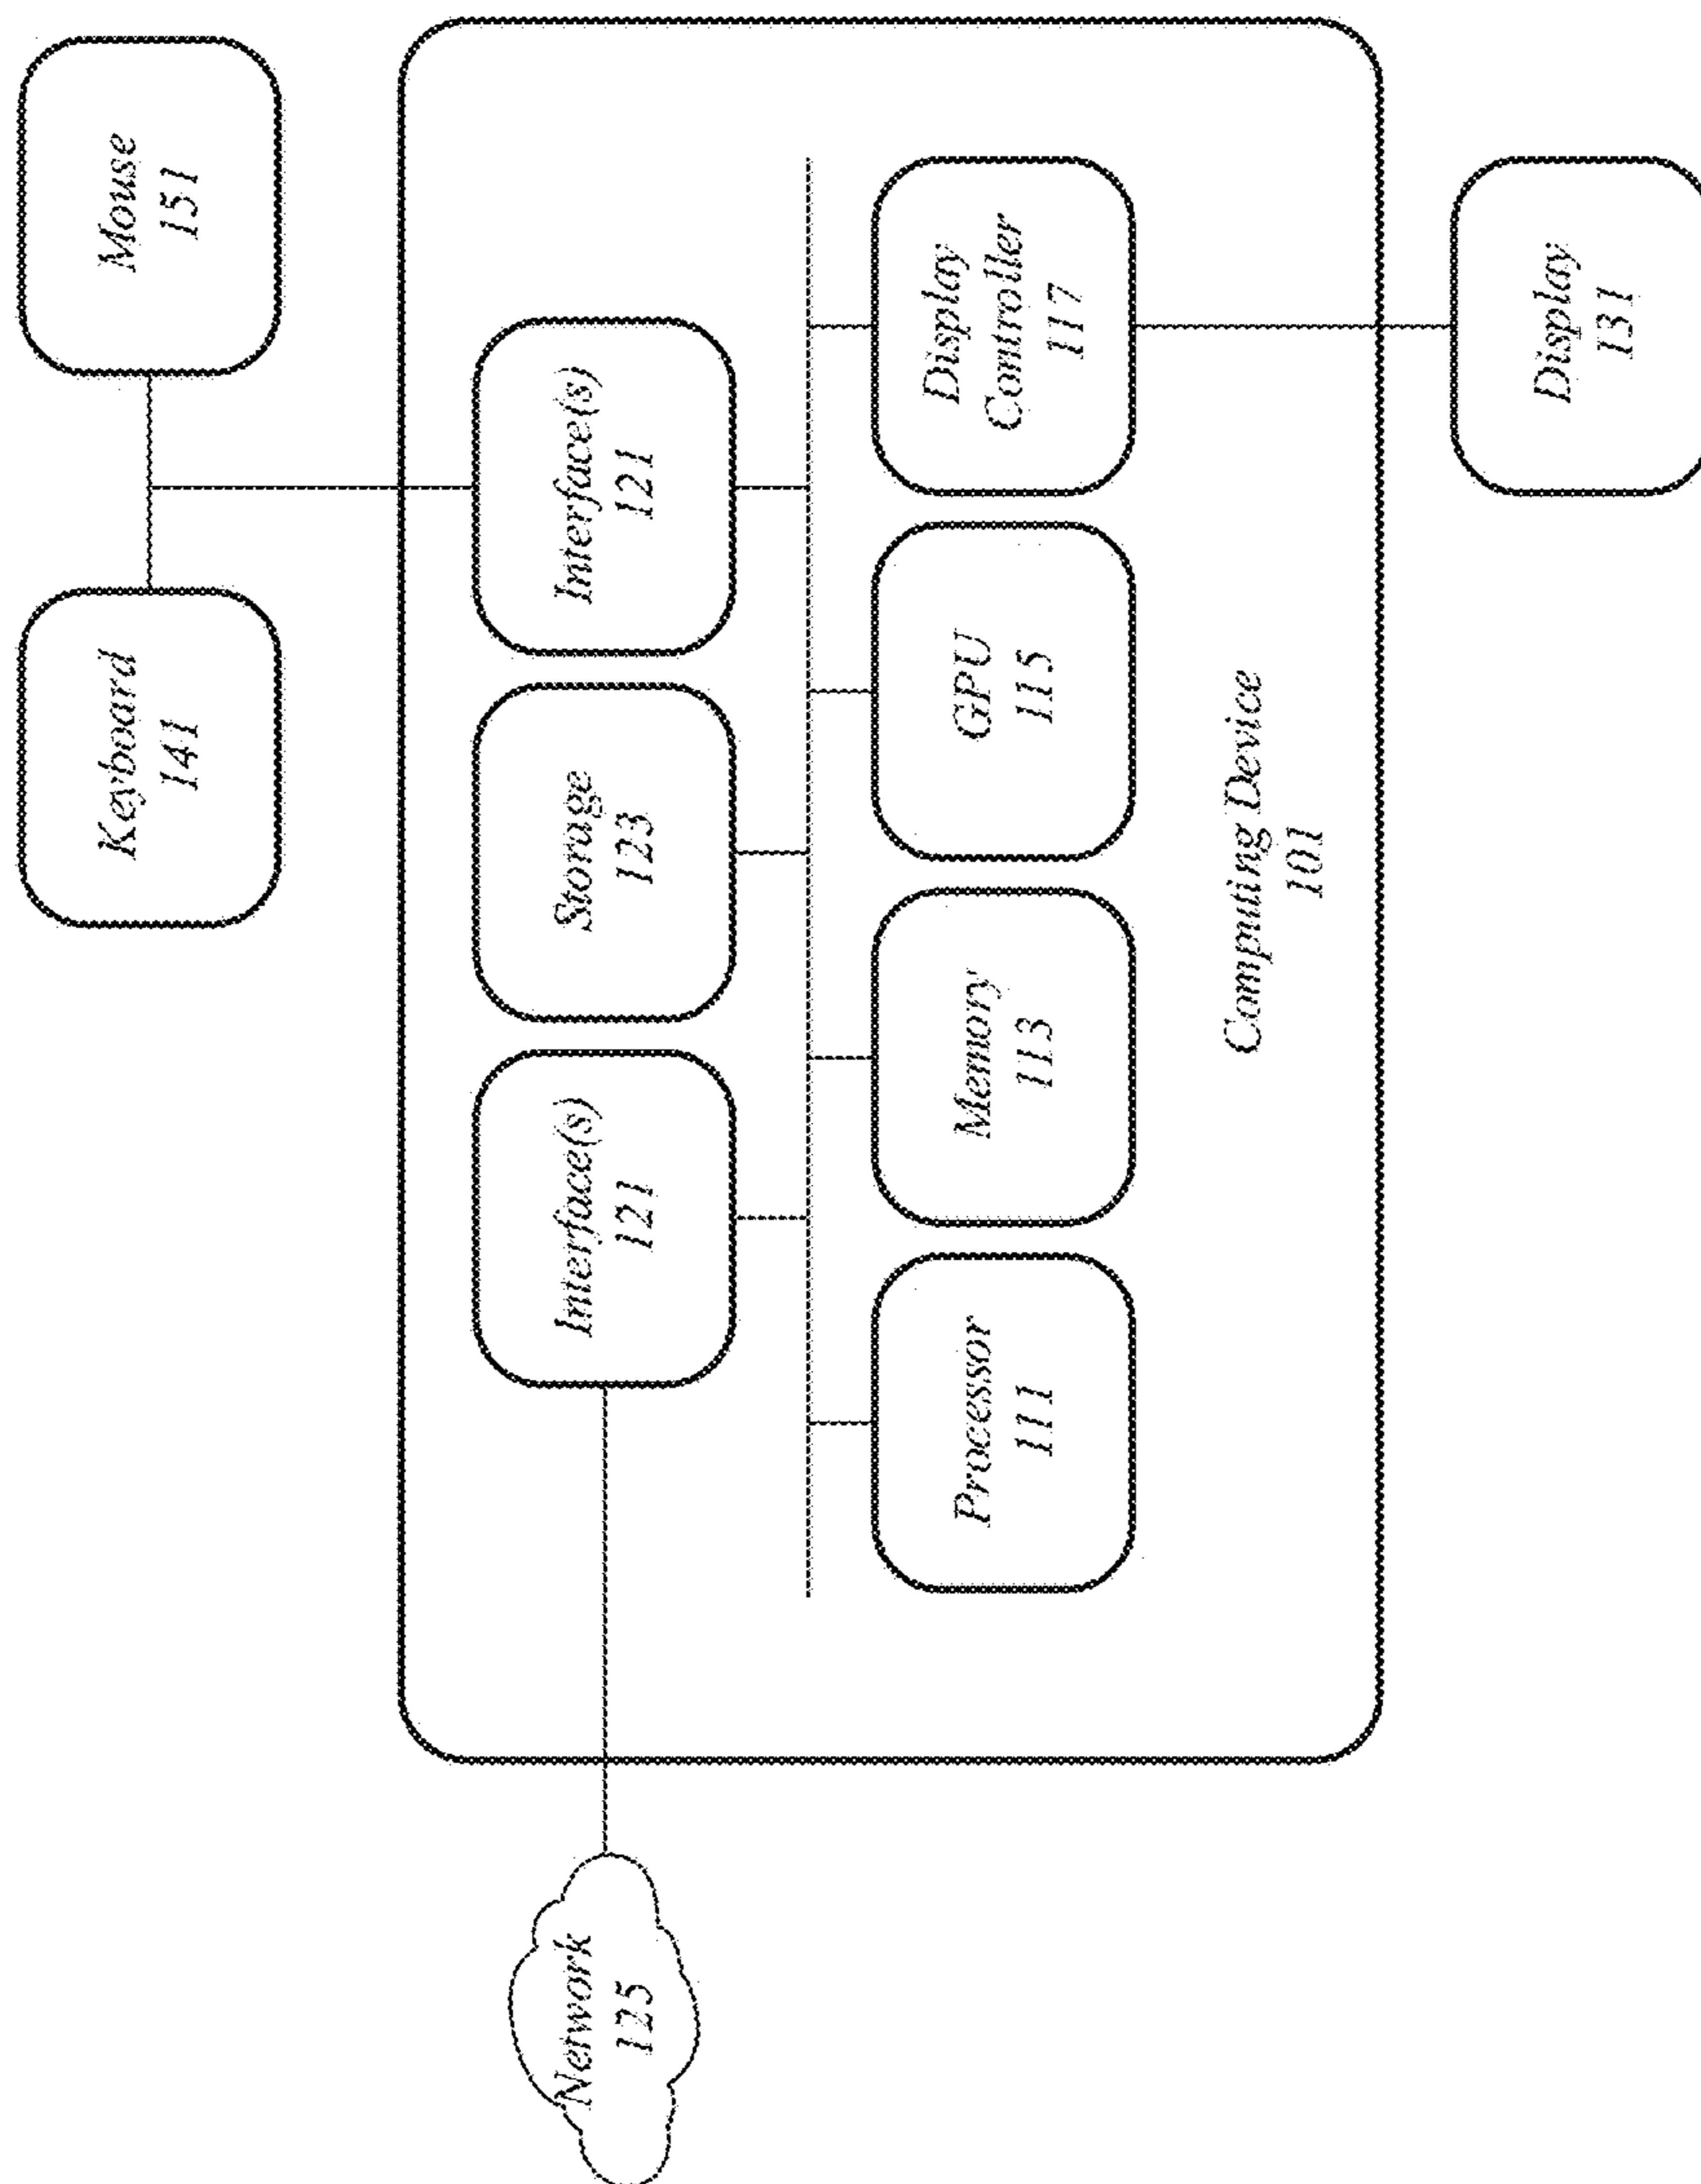 Keyboard
141
Mouse
151
Network
125
Interface(s)
121
Storage
123
Interface(s)
121
Processor
111
Memory
113
GPU
115
Display
Controller
117
Computing Device
101
Display
131